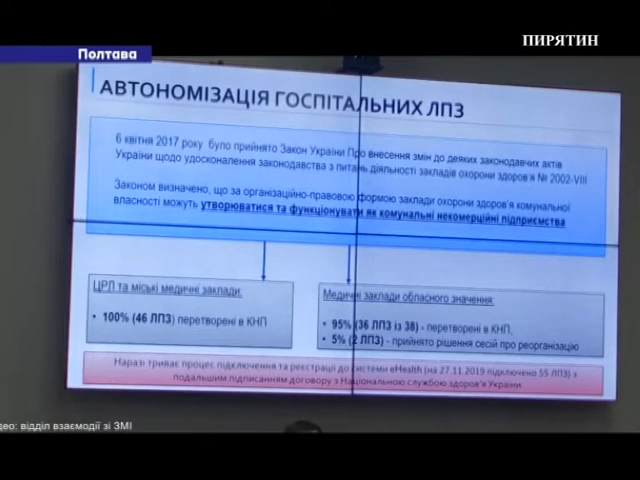 Полтава
ПИРЯТИН
АВТОНОМІЗАЦІЯ ГОСПІТАЛЬНИХ ЛПЗ
6 квітня 2017 року було прийнято Закон України Про внесення змін до деяких законодавчих актів
України щодо удосконалення законодавства з питань діяльності закладів охорони здоров'я № 2002-VIII
Законом визначено, що за організаційно-правовою формою заклади охорони здоров'я комунальної
власності можуть утворюватися та функціонувати як комунальні некомерційні підприємства
ЦРЛ та міські медичні заклади:
• 100% (46 ЛПЗ) перетворені в КНП
Медичні заклади обласного значення:
• 95% (36 ЛПЗ із 38) - перетворені в КНП,
• 5% (2 ЛПЗ) - прийнято рішення сесій про реорганізацію
Наразі триває процес підключення та реєстрації до системи eHealth (на 27.11.2019 підключено 55 ЛПЗ) з
подальшим підписанням договору з Національною службою здоров'я України
део: відділ взаємодії зі ЗМІ